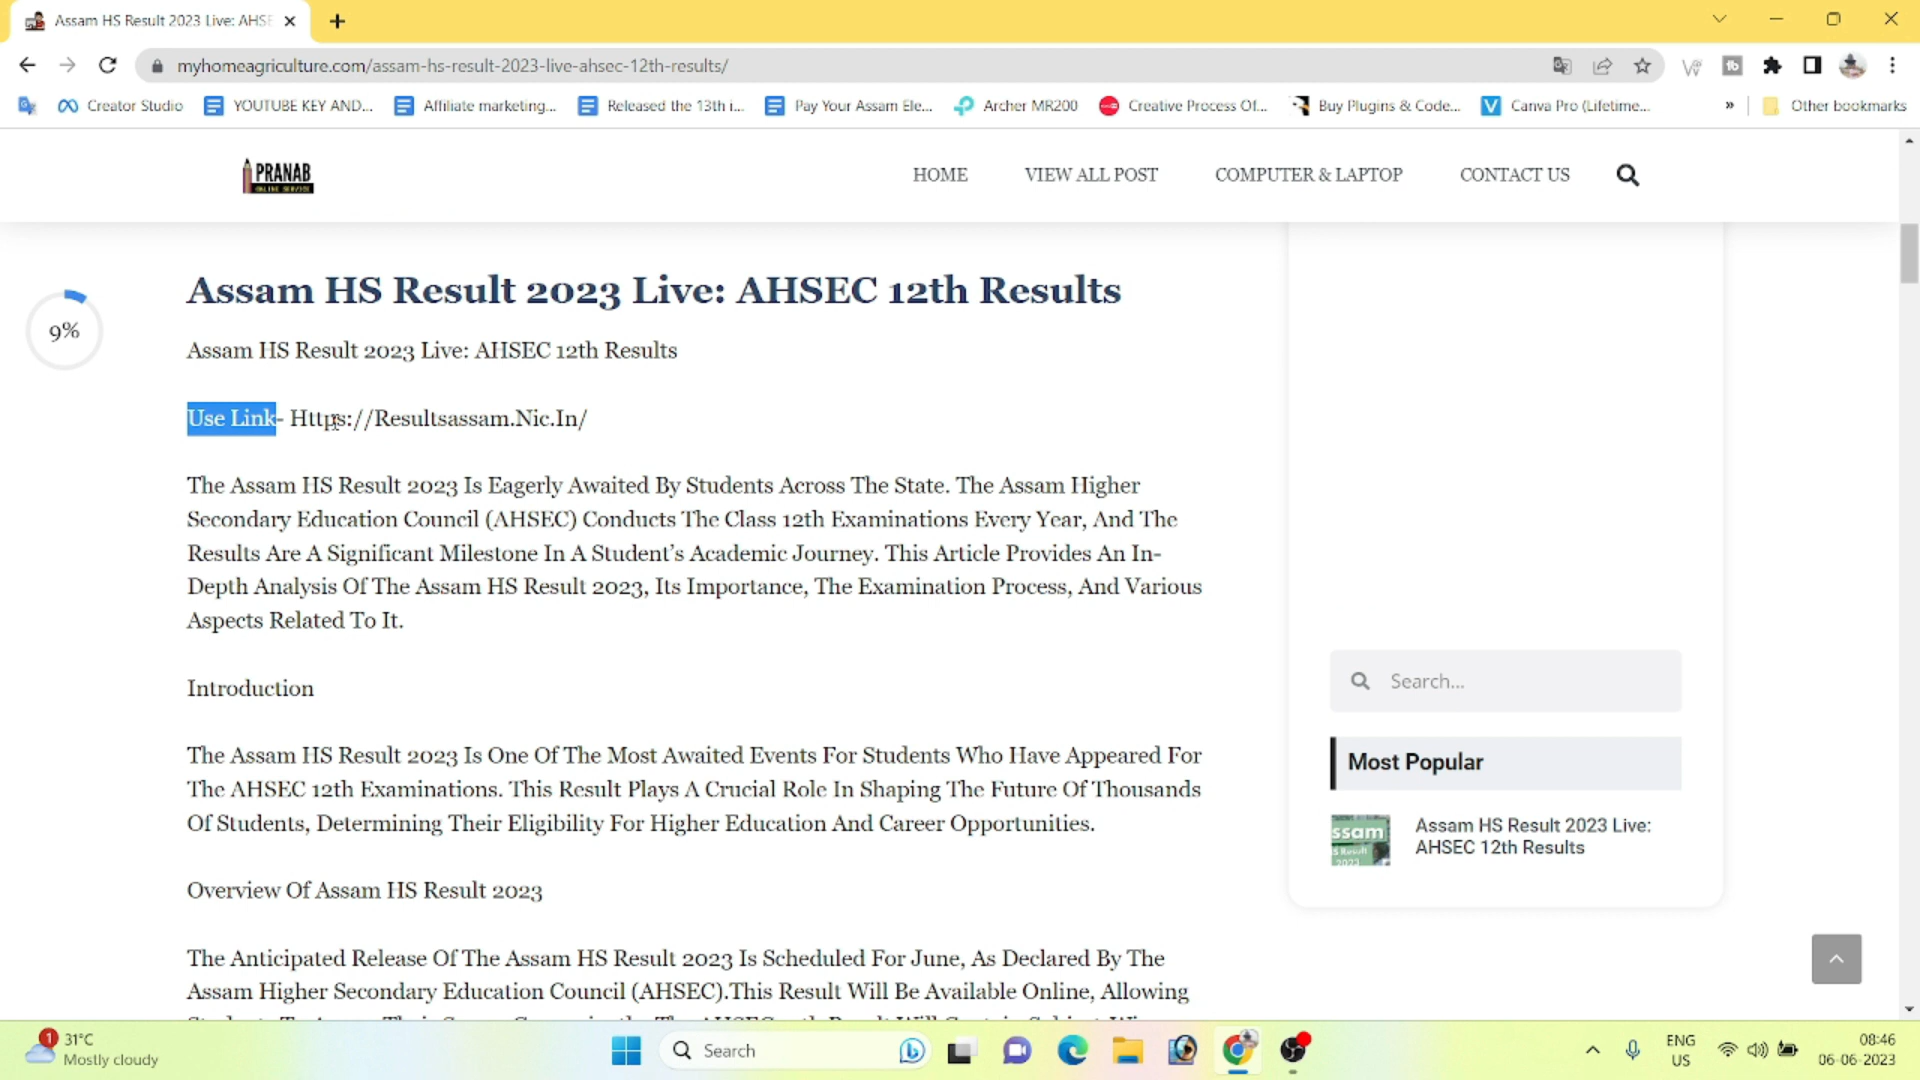 Assam HS Result 2023 Live: AHSE
myhomeagriculture.com/assam-hs-result-2023-live-ahsec-12th-results/
Creator Studio
YOUTUBE KEY AND...
Affiliate marketing...
Released the 13th i...
Pay Your Assam Ele...
Archer MR200
Creative Process Of...
Buy Plugins & Code...
Canva Pro (Lifetime...
»
Other bookmarks
PRANAB
ONLINE SERVICE
HOME
VIEW ALL POST
COMPUTER & LAPTOP
CONTACT US
Assam HS Result 2023 Live: AHSEC 12th Results
9%
Assam HS Result 2023 Live: AHSEC 12th Results
Use Link- Https://Resultsassam.Nic.In/
The Assam HS Result 2023 Is Eagerly Awaited By Students Across The State. The Assam Higher
Secondary Education Council (AHSEC) Conducts The Class 12th Examinations Every Year, And The
Results Are A Significant Milestone In A Student's Academic Journey. This Article Provides An In-
Depth Analysis Of The Assam HS Result 2023, Its Importance, The Examination Process, And Various
Aspects Related To It.
Introduction
The Assam HS Result 2023 Is One Of The Most Awaited Events For Students Who Have Appeared For
The AHSEC 12th Examinations. This Result Plays A Crucial Role In Shaping The Future Of Thousands
Of Students, Determining Their Eligibility For Higher Education And Career Opportunities.
Overview Of Assam HS Result 2023
The Anticipated Release Of The Assam HS Result 2023 Is Scheduled For June, As Declared By The
Assam Higher Secondary Education Council (AHSEC).This Result Will Be Available Online, Allowing
Search...
Most Popular
ssam
2023
Assam HS Result 2023 Live:
AHSEC 12th Results
1
31°C
Mostly cloudy
Search
ENG
US
08:46
06-06-2023